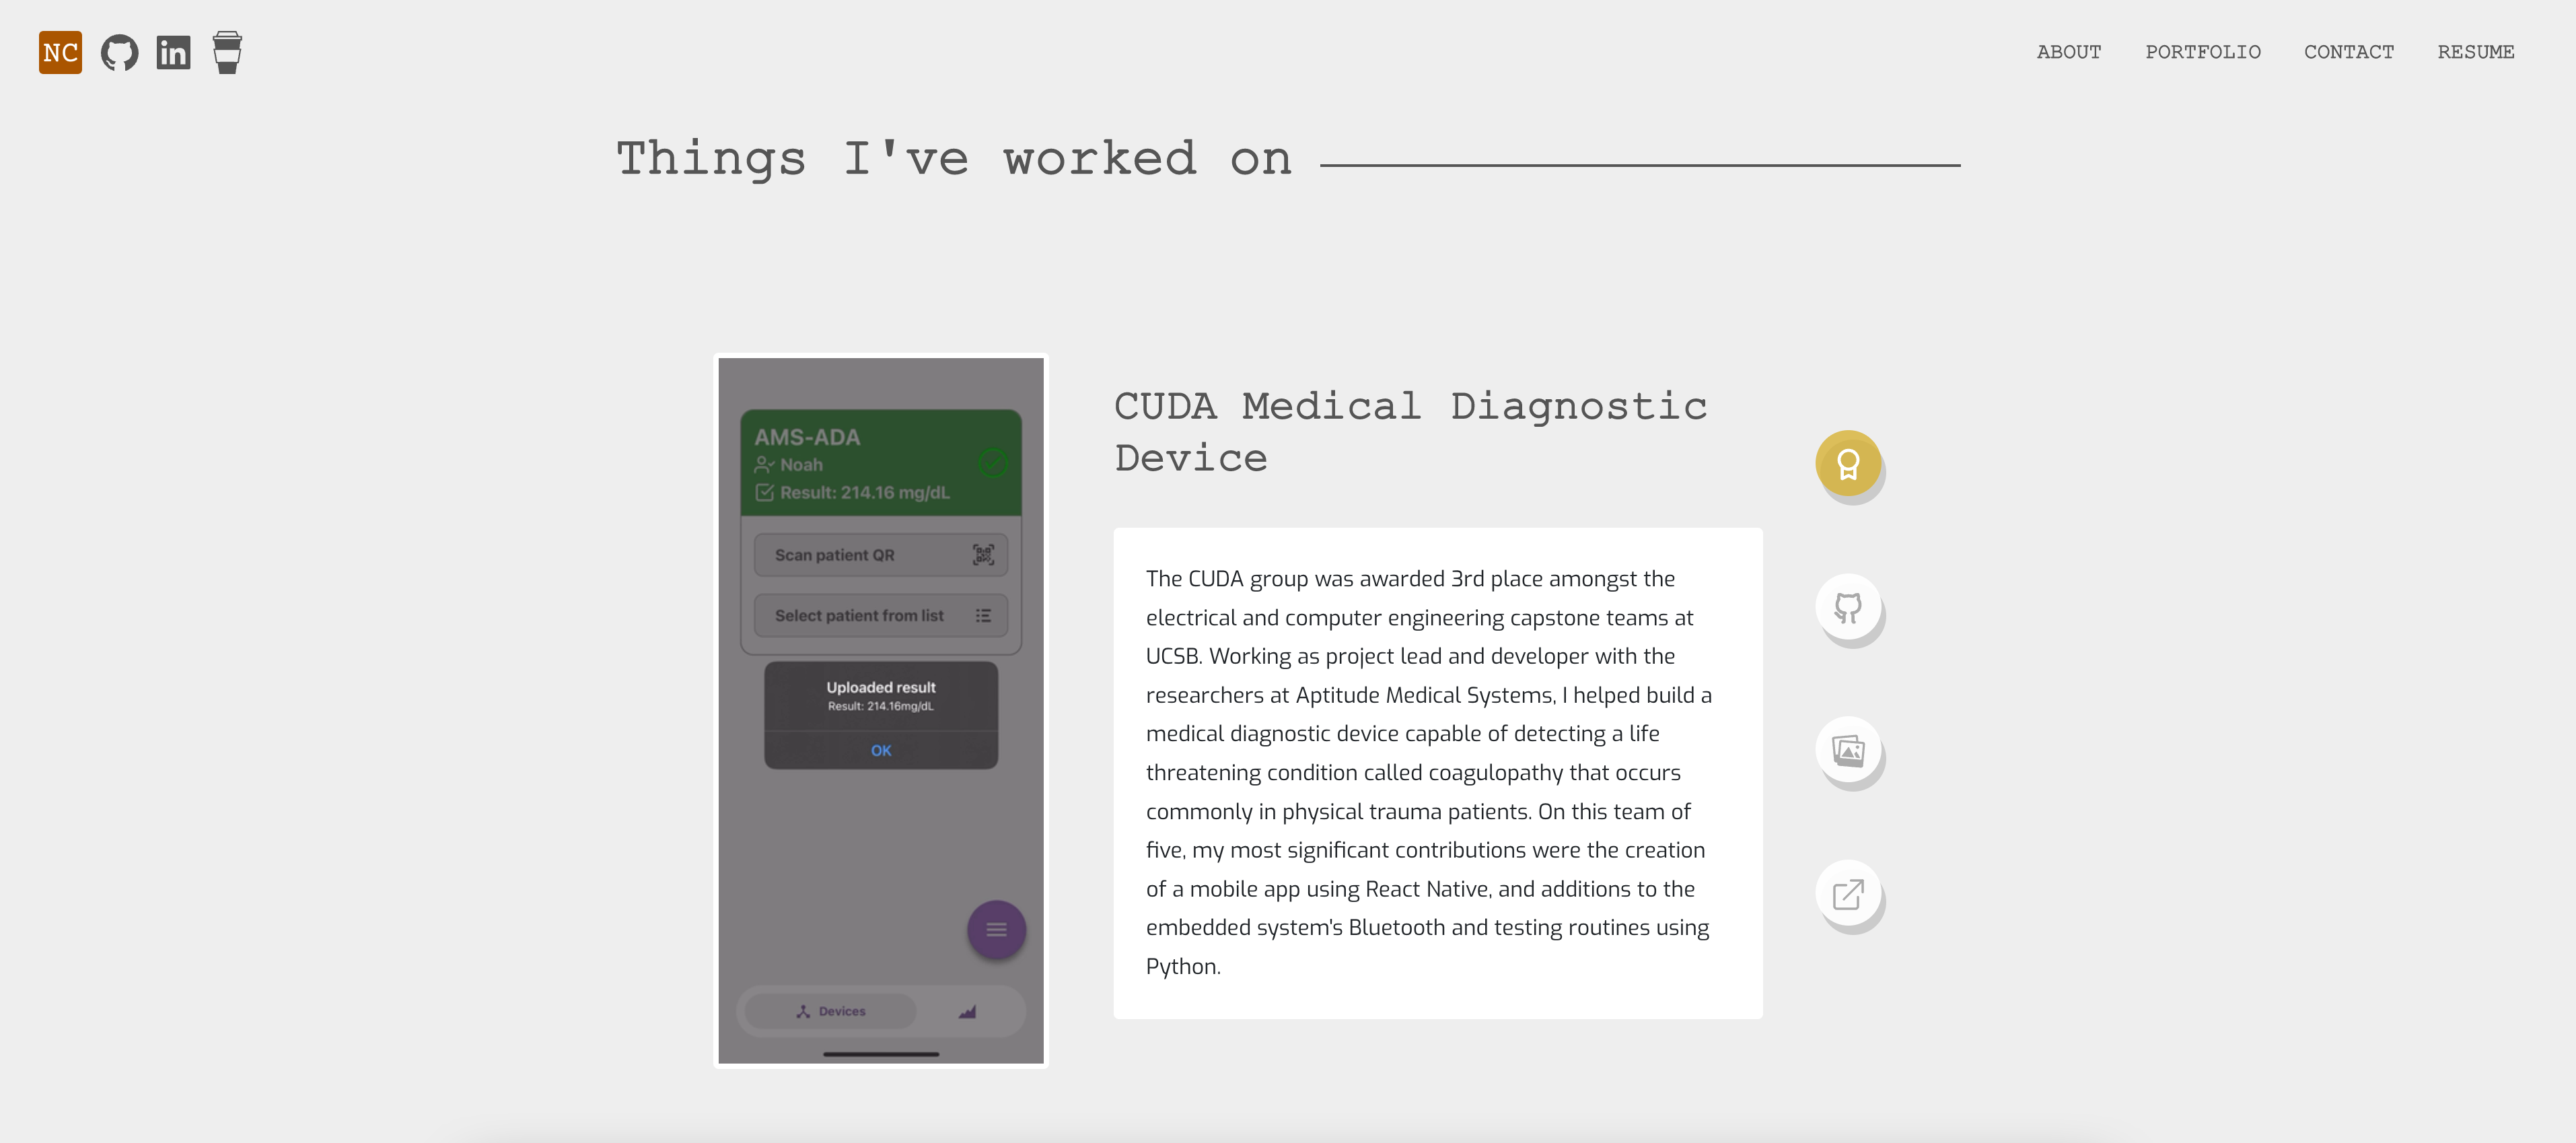 NC
in
ABOUT PORTFOLIO CONTACT RESUME
Things I've worked on
AMS-ADA
Noah
Result: 214.16 mg/dL
Scan patient QR
Select patient from list
Uploaded result
Result: 214.16mg/dL
OK
Devices
CUDA Medical Diagnostic
Device
The CUDA group was awarded 3rd place amongst the
electrical and computer engineering capstone teams at
UCSB. Working as project lead and developer with the
researchers at Aptitude Medical Systems, I helped build a
medical diagnostic device capable of detecting a life
threatening condition called coagulopathy that occurs
commonly in physical trauma patients. On this team of
five, my most significant contributions were the creation
of a mobile app using React Native, and additions to the
embedded system's Bluetooth and testing routines using
Python.